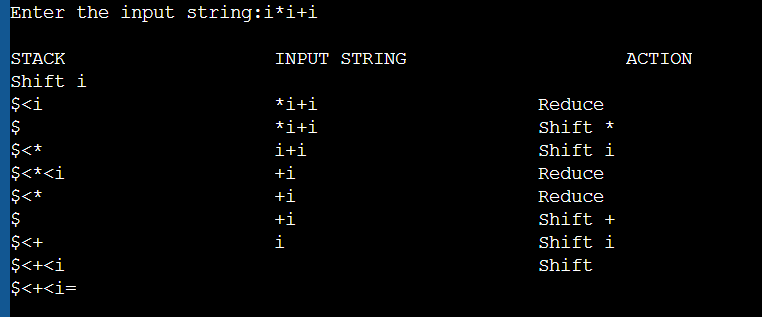 Enter the input string:i*i+i
STACK INPUT STRING ACTION
Shift i
$<i *i+i Reduce
$ *i+i Shift *
$<* i+i Shift i
$<*<i +i Reduce
$<* +i Reduce
$ +i Shift +
$<+ i Shift i
$<+<i Shift
$<+<i=